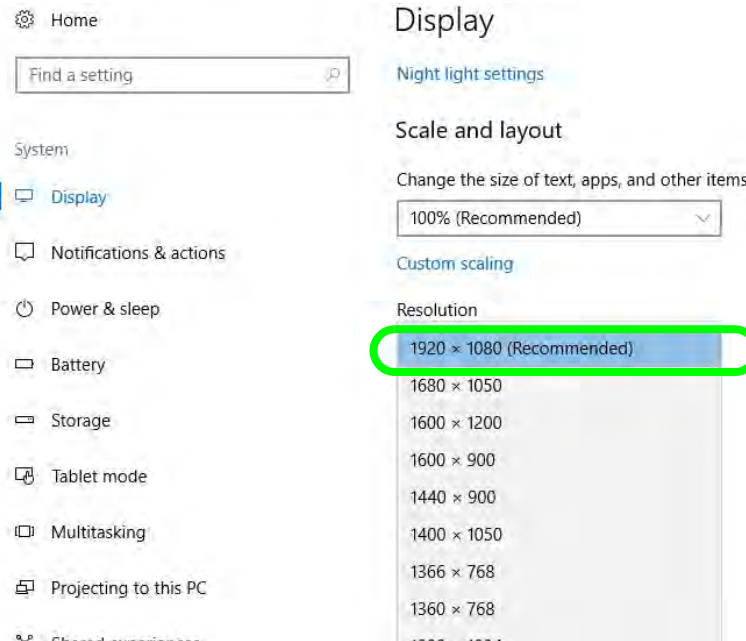 Home
Find a setting
System
Display
Notifications & actions
Power & sleep
Battery
Storage
Tablet mode
Multitasking
Projecting to this PC
Display
Night light settings
Scale and layout
Change the size of text, apps, and other items
100% (Recommended)
Custom scaling
Resolution
1920 × 1080 (Recommended)
1680 × 1050
1600 × 1200
1600 × 900
1440 × 900
1400 × 1050
1366 × 768
1360 × 768